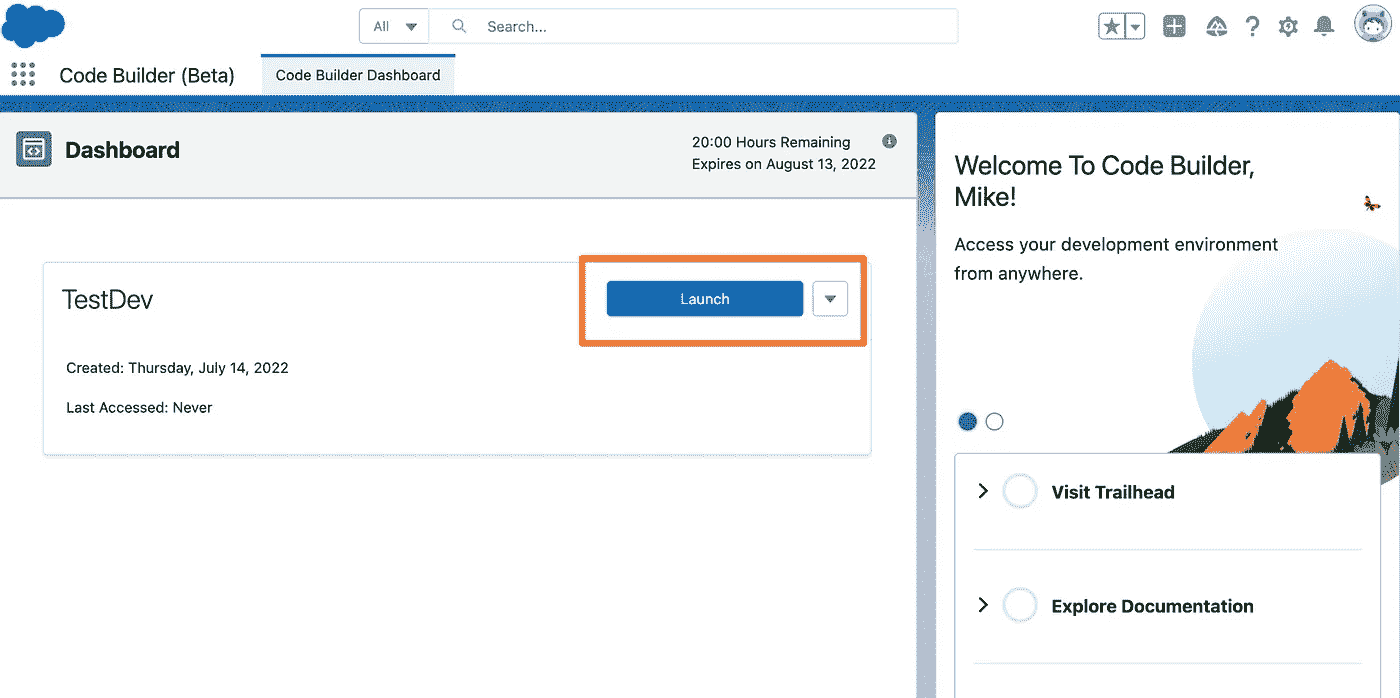 All
Search...
Code Builder (Beta)
Code Builder Dashboard
Dashboard
20:00 Hours Remaining
Expires on August 13, 2022
TestDev
Launch
Created: Thursday, July 14, 2022
Last Accessed: Never
Welcome To Code Builder,
Mike!
Access your development environment
from anywhere.
Visit Trailhead
Explore Documentation